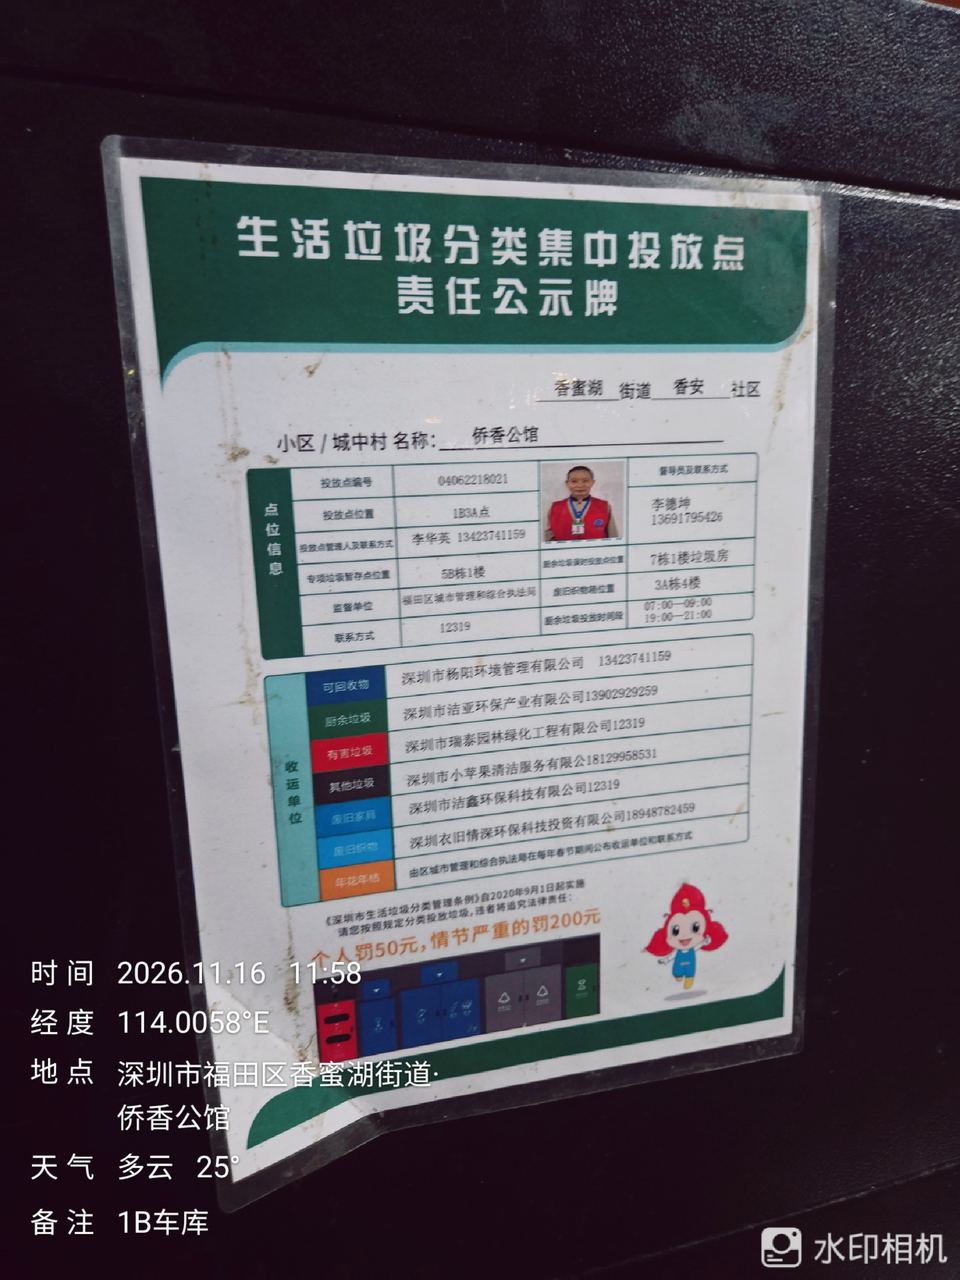 生活垃圾分类集中投放点
责任公示牌
香蜜湖 街道 香安 社区
小区/城中村 名称: 侨香公馆
点位信息
投放点编号 04062218021 督导员及联系方式
投放点位置 1B3A点 李德坤 13691795426
投放点管理人及联系方式 李华英 13423741159
专项垃圾暂存点位置 5B栋1楼 厨余垃圾误时投放点位置 7栋1楼垃圾房
监督单位 福田区城市管理和综合执法局 废旧织物箱位置 3A栋4楼
联系方式 12319 厨余垃圾投放时间段 07:00—09:00 19:00—21:00
收运单位
可回收物 深圳市杨阳环境管理有限公司 13423741159
厨余垃圾 深圳市洁亚环保产业有限公司13902929259
有害垃圾 深圳市瑞泰园林绿化工程有限公司12319
其他垃圾 深圳市小苹果清洁服务有限公18129958531
废旧家具 深圳市洁鑫环保科技有限公司12319
废旧织物 深圳衣旧情深环保科技投资有限公司18948782459
年花年桔 由区城市管理和综合执法局在每年春节期间公布收运单位和联系方式
《深圳市生活垃圾分类管理条例》自2020年9月1日起实施
请您按照规定分类投放垃圾,违者将追究法律责任:
个人罚50元,情节严重的罚200元
时间 2026.11.16 11:58
经度 114.0058°E
地点 深圳市福田区香蜜湖街道·
侨香公馆
天气 多云 25°
备注 1B车库
水印相机